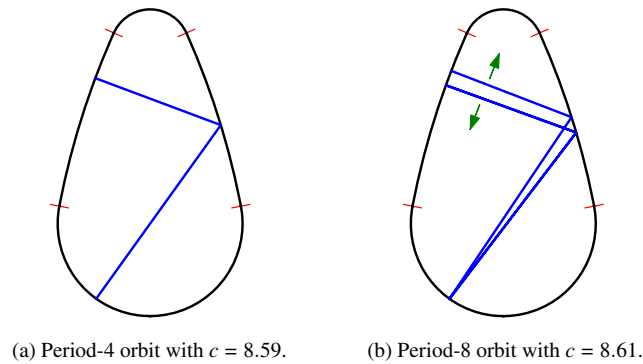 (a) Period-4 orbit with c = 8.59.
(b) Period-8 orbit with c = 8.61.